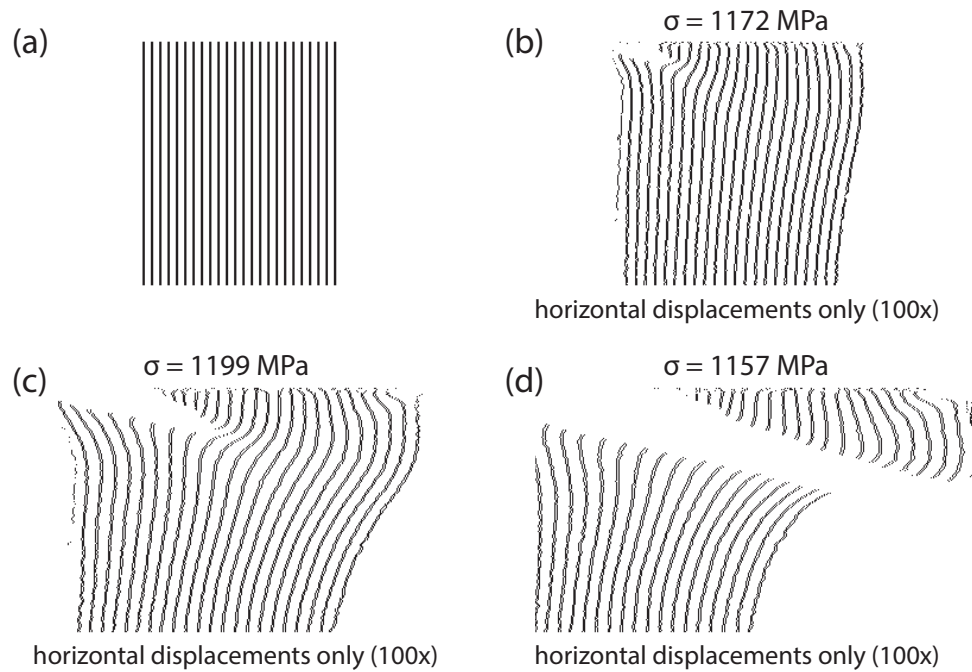 (a)
(b)
σ = 1172 MPa
horizontal displacements only (100x)
(c)
σ = 1199 MPa
horizontal displacements only (100x)
(d)
σ = 1157 MPa
horizontal displacements only (100x)